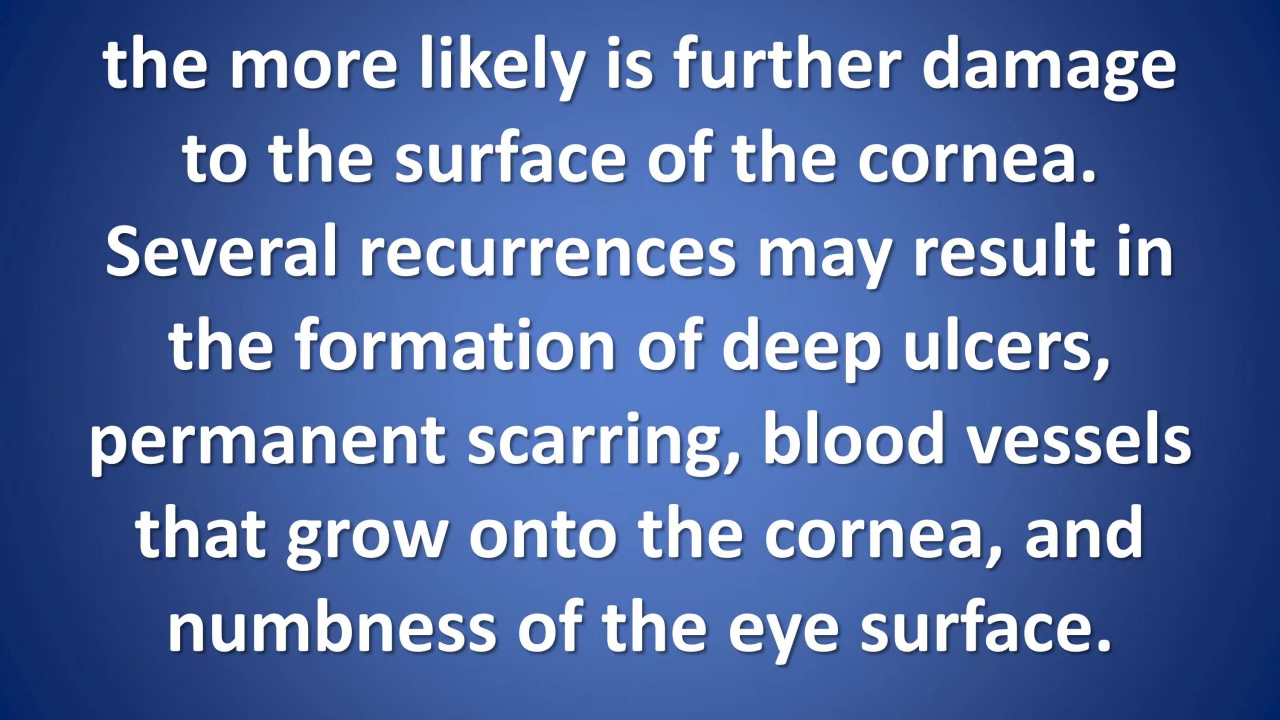 the more likely is further damage
to the surface of the cornea.
Several recurrences may result in
the formation of deep ulcers,
permanent scarring, blood vessels
that grow onto the cornea, and
numbness of the eye surface.